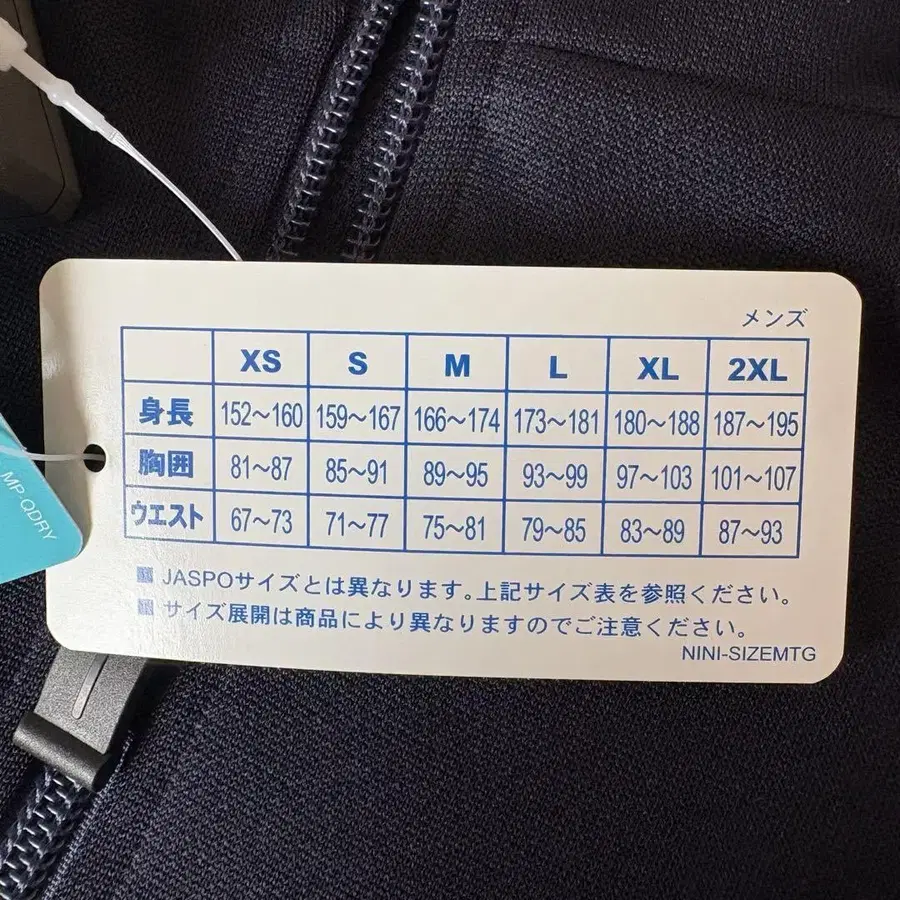 メンズ
XS S M L XL 2XL
身長 152〜160 159〜167 166〜174 173〜181 180〜188 187〜195
胸囲 81〜87 85〜91 89〜95 93〜99 97〜103 101〜107
ウエスト 67〜73 71〜77 75〜81 79〜85 83〜89 87〜93
■ JASPOサイズとは異なります。上記サイズ表を参照ください。
■ サイズ展開は商品により異なりますのでご注意ください。
NINI-SIZEMTG
MP-QDRY